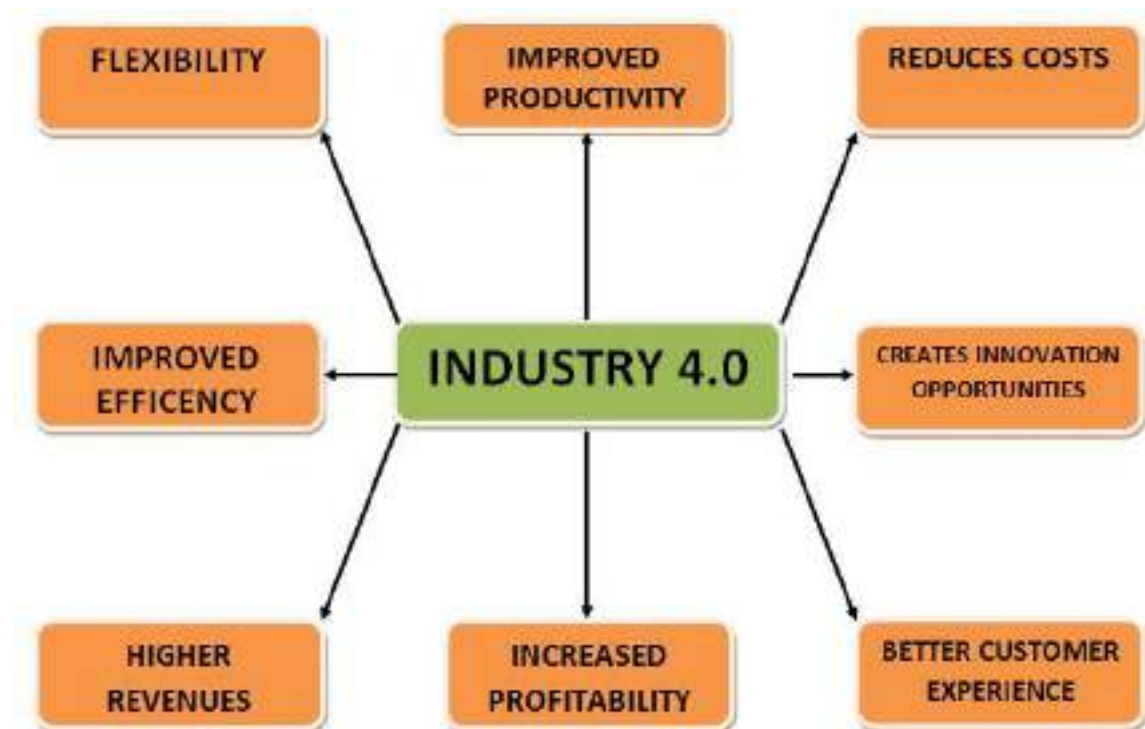 FLEXIBILITY
IMPROVED
PRODUCTIVITY
REDUCES COSTS
IMPROVED
EFFICENCY
INDUSTRY 4.0
CREATES INNOVATION
OPPORTUNITIES
HIGHER
REVENUES
INCREASED
PROFITABILITY
BETTER CUSTOMER
EXPERIENCE